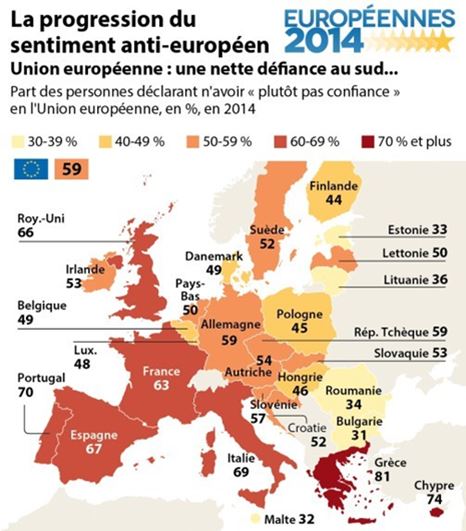 La progression du
sentiment anti-européen
EUROPÉENNES
2014
Union européenne : une nette défiance au sud...
Part des personnes déclarant n'avoir « plutôt pas confiance »
en l'Union européenne, en %, en 2014
30-39 %
40-49 %
50-59 %
60-69 %
70 % et plus
59
Finlande
44
Roy.-Uni
66
Suède
52
Estonie 33
Lettonie 50
Lituanie 36
Danemark
49
Irlande
53
Pays-
Bas
50
Belgique
49
Pologne
45
Allemagne
59
Rép. Tchèque 59
Slovaquie 53
Lux.
48
54
Autriche
France
63
Hongrie
46
Portugal
70
Roumanie
34
Slovénie
57
Bulgarie
31
Croatie
52
Espagne
67
Italie
69
Grèce
81
Chypre
74
Malte 32